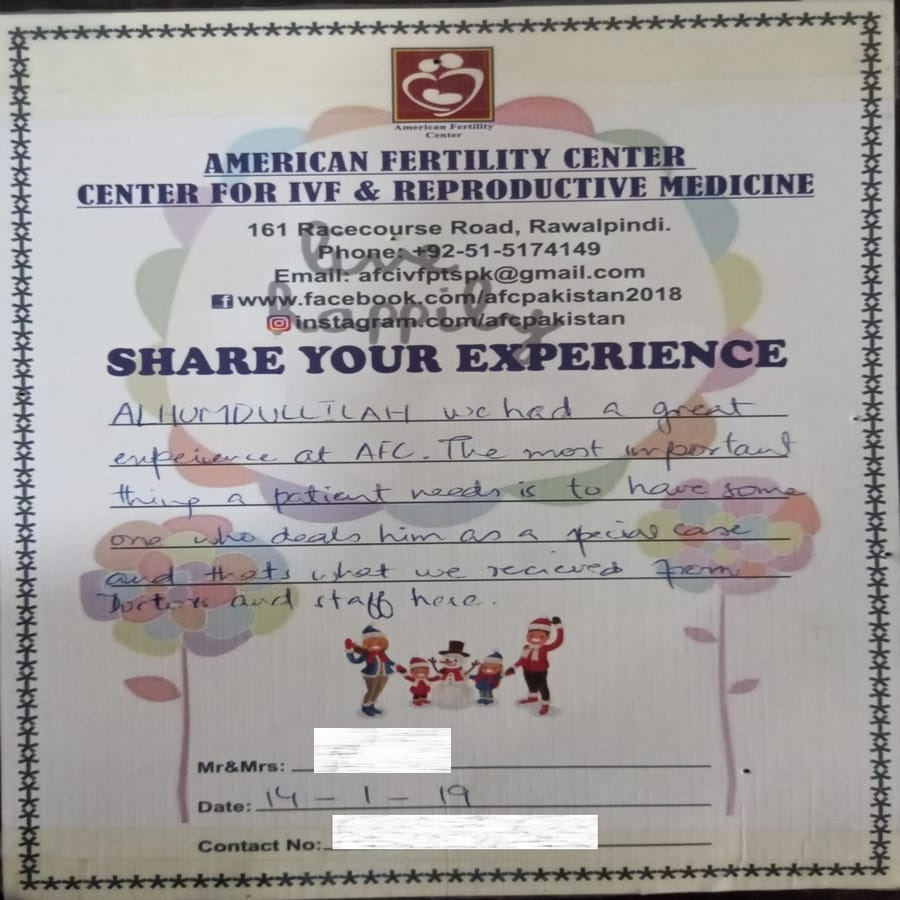 American Fertility
Center
AMERICAN FERTILITY CENTER
CENTER FOR IVF & REPRODUCTIVE MEDICINE
161 Racecourse Road, Rawalpindi.
Phone: +92-51-5174149
Email: afcivfptspk@gmail.com
www.facebook.com/afcpakistan2018
instagram.com/afcpakistan
live
happily
SHARE YOUR EXPERIENCE
ALHUMDULLILAH we had a great
experience at AFC. The most important
thing a patient needs is to have some
one who deals him as a special case
and thats what we recieved from
Doctors and staff here.
Mr&Mrs:
Date: 14 - 1 - 19
Contact No: